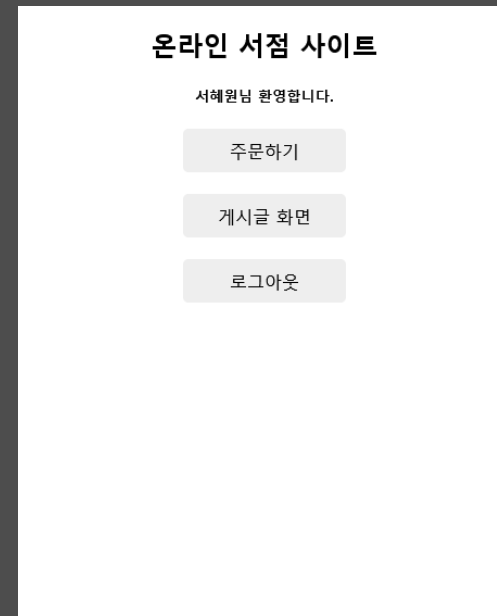 온라인 서점 사이트
서혜원님 환영합니다.
주문하기
게시글 화면
로그아웃